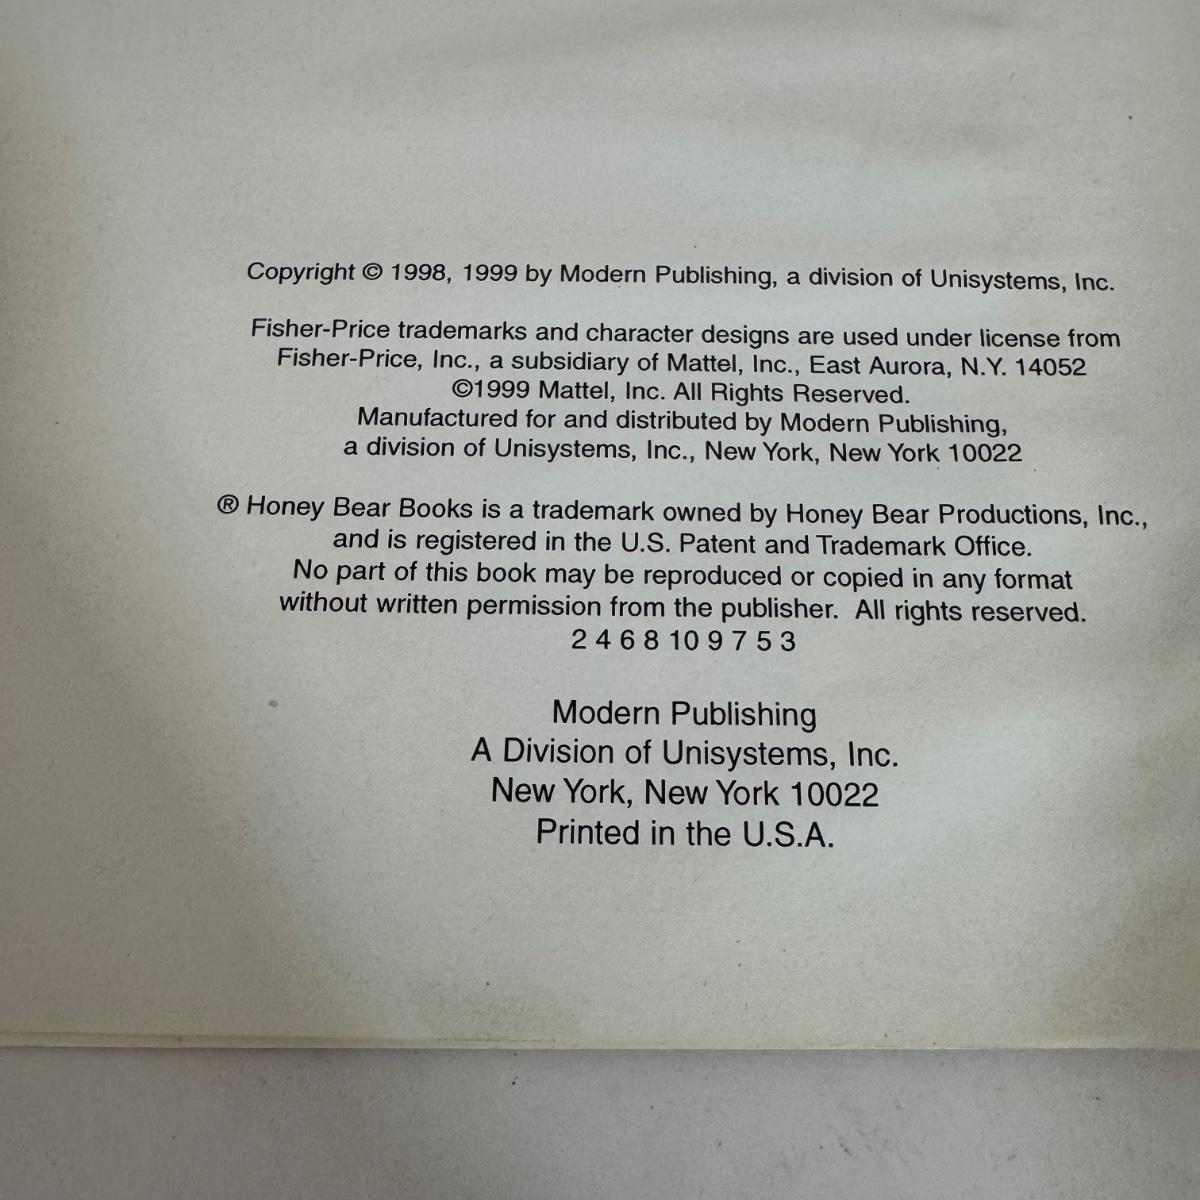 Copyright © 1998, 1999 by Modern Publishing, a division of Unisystems, Inc.
Fisher-Price trademarks and character designs are used under license from
Fisher-Price, Inc., a subsidiary of Mattel, Inc., East Aurora, N.Y. 14052
©1999 Mattel, Inc. All Rights Reserved.
Manufactured for and distributed by Modern Publishing,
a division of Unisystems, Inc., New York, New York 10022
® Honey Bear Books is a trademark owned by Honey Bear Productions, Inc.,
and is registered in the U.S. Patent and Trademark Office.
No part of this book may be reproduced or copied in any format
without written permission from the publisher. All rights reserved.
2 4 6 8 10 9 7 5 3
Modern Publishing
A Division of Unisystems, Inc.
New York, New York 10022
Printed in the U.S.A.